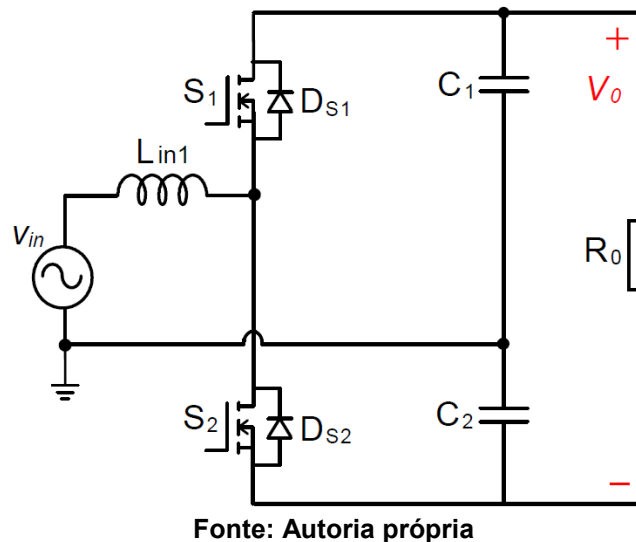 S1
DS1
C1
+
V0
Lin1
vin
R0
S2
DS2
C2
−
Fonte: Autoria própria